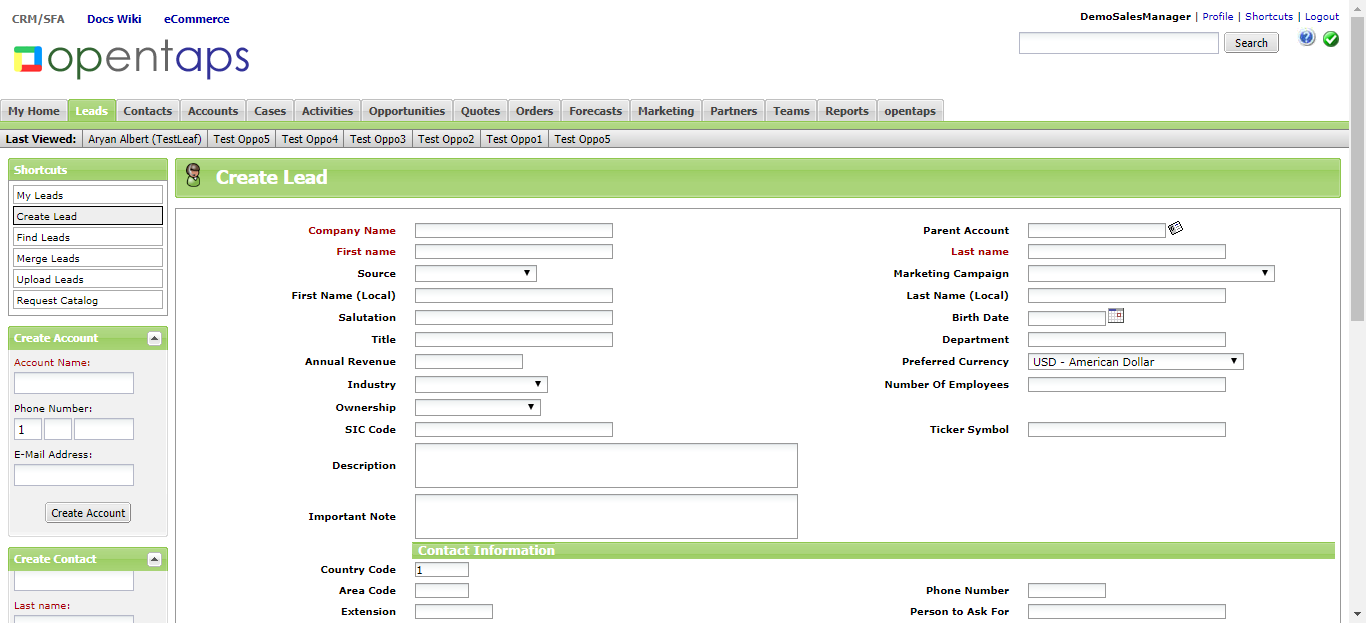 CRM/SFA Docs Wiki eCommerce
DemoSalesManager | Profile | Shortcuts | Logout
opentaps
Search
My Home Leads Contacts Accounts Cases Activities Opportunities Quotes Orders Forecasts Marketing Partners Teams Reports opentaps
Last Viewed: Aryan Albert (TestLeaf) Test Oppo5 Test Oppo4 Test Oppo3 Test Oppo2 Test Oppo1 Test Oppo5
Shortcuts
My Leads
Create Lead
Find Leads
Merge Leads
Upload Leads
Request Catalog
Create Account
Account Name:
Phone Number:
1
E-Mail Address:
Create Account
Create Contact
Last name:
Create Lead
Company Name Parent Account
First name Last name
Source Marketing Campaign
First Name (Local) Last Name (Local)
Salutation Birth Date
Title Department
Annual Revenue Preferred Currency USD - American Dollar
Industry Number Of Employees
Ownership
SIC Code Ticker Symbol
Description
Important Note
Contact Information
Country Code 1
Area Code Phone Number
Extension Person to Ask For